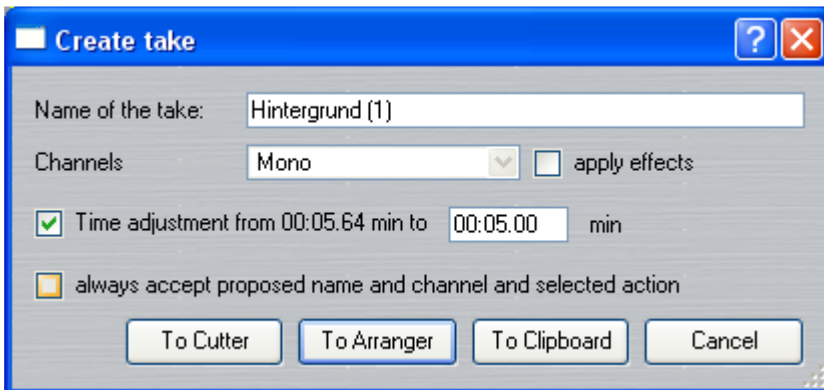 Create take
Name of the take: Hintergrund (1)
Channels Mono apply effects
Time adjustment from 00:05.64 min to 00:05.00 min
always accept proposed name and channel and selected action
To Cutter To Arranger To Clipboard Cancel